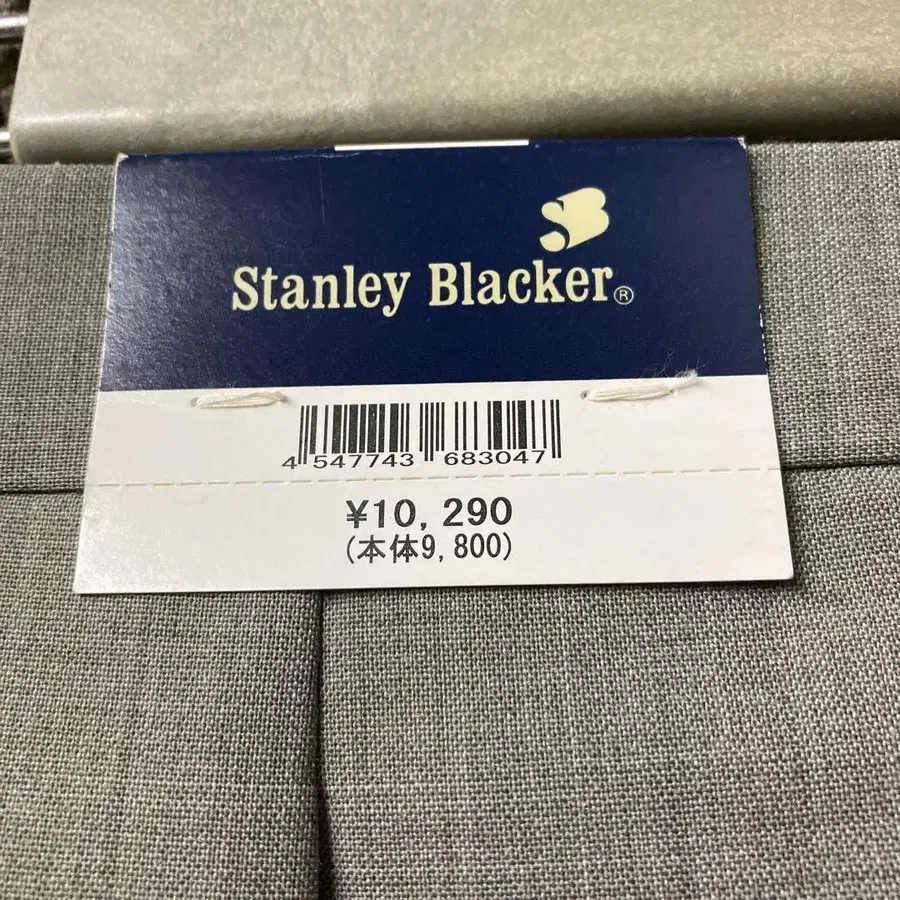 SB
Stanley Blacker®
4 547743 683047
¥10,290
(本体9,800)